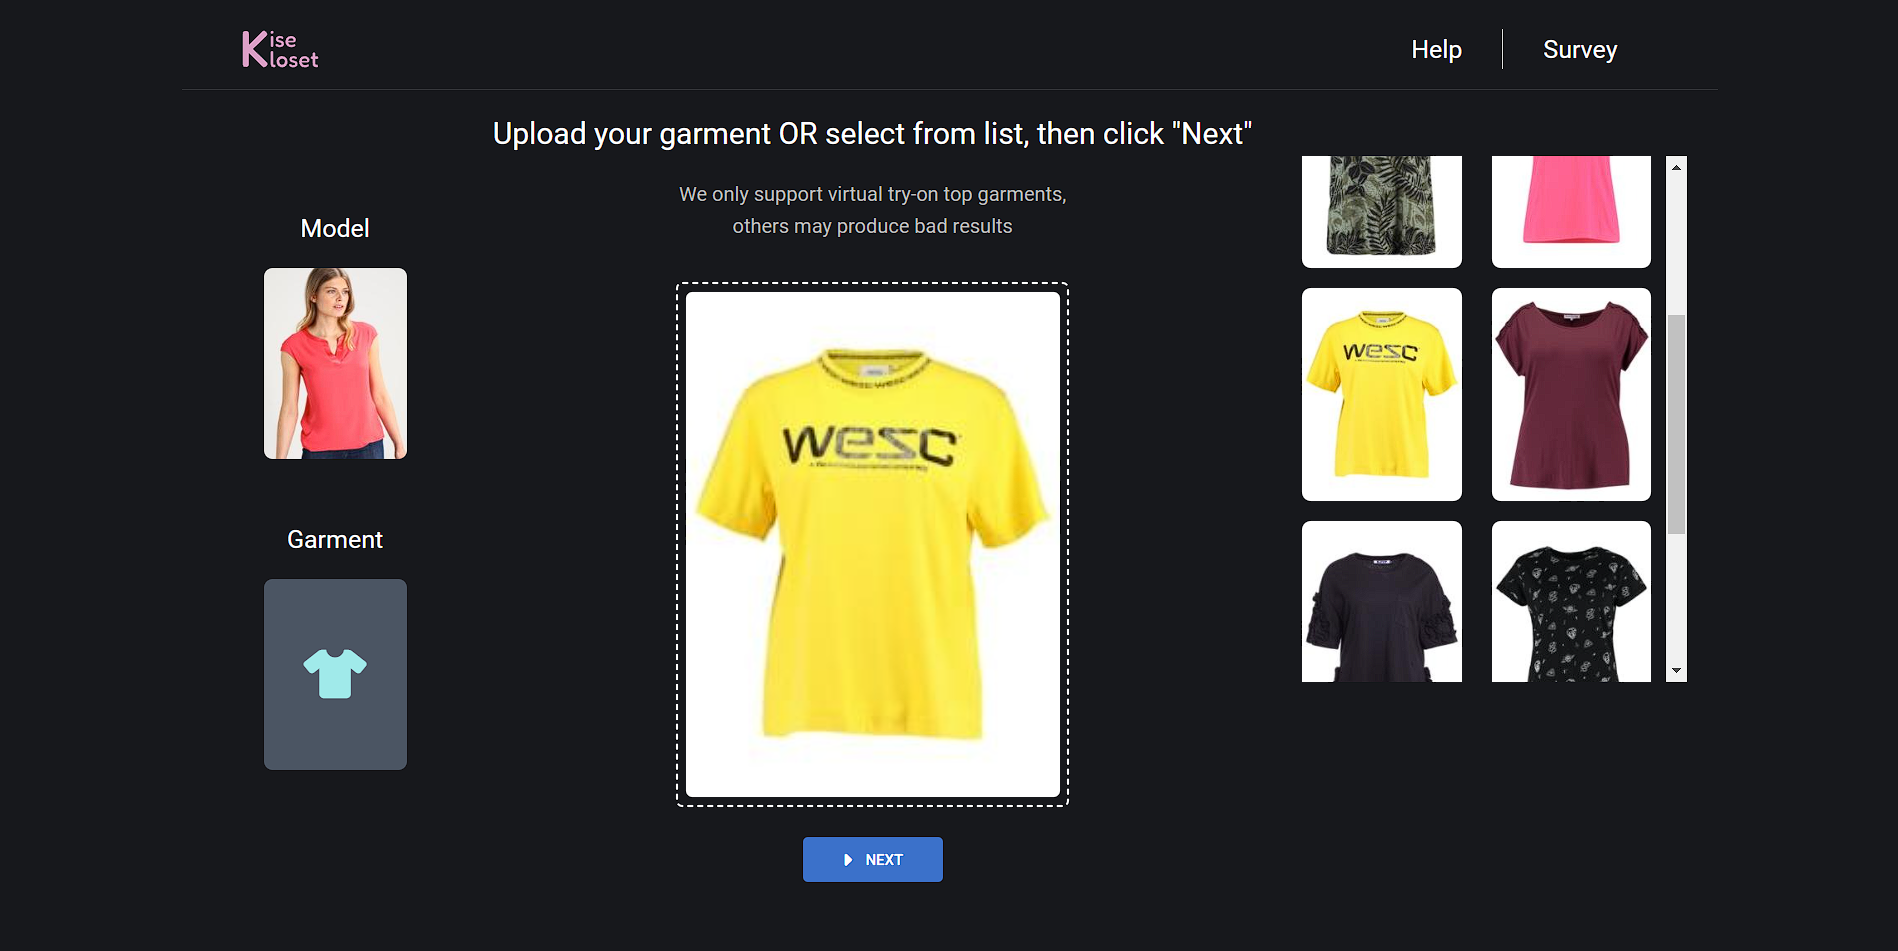 Kise
Kloset
Help
Survey
Upload your garment OR select from list, then click "Next"
We only support virtual try-on top garments,
others may produce bad results
Model
Garment
wesc
wesc
NEXT